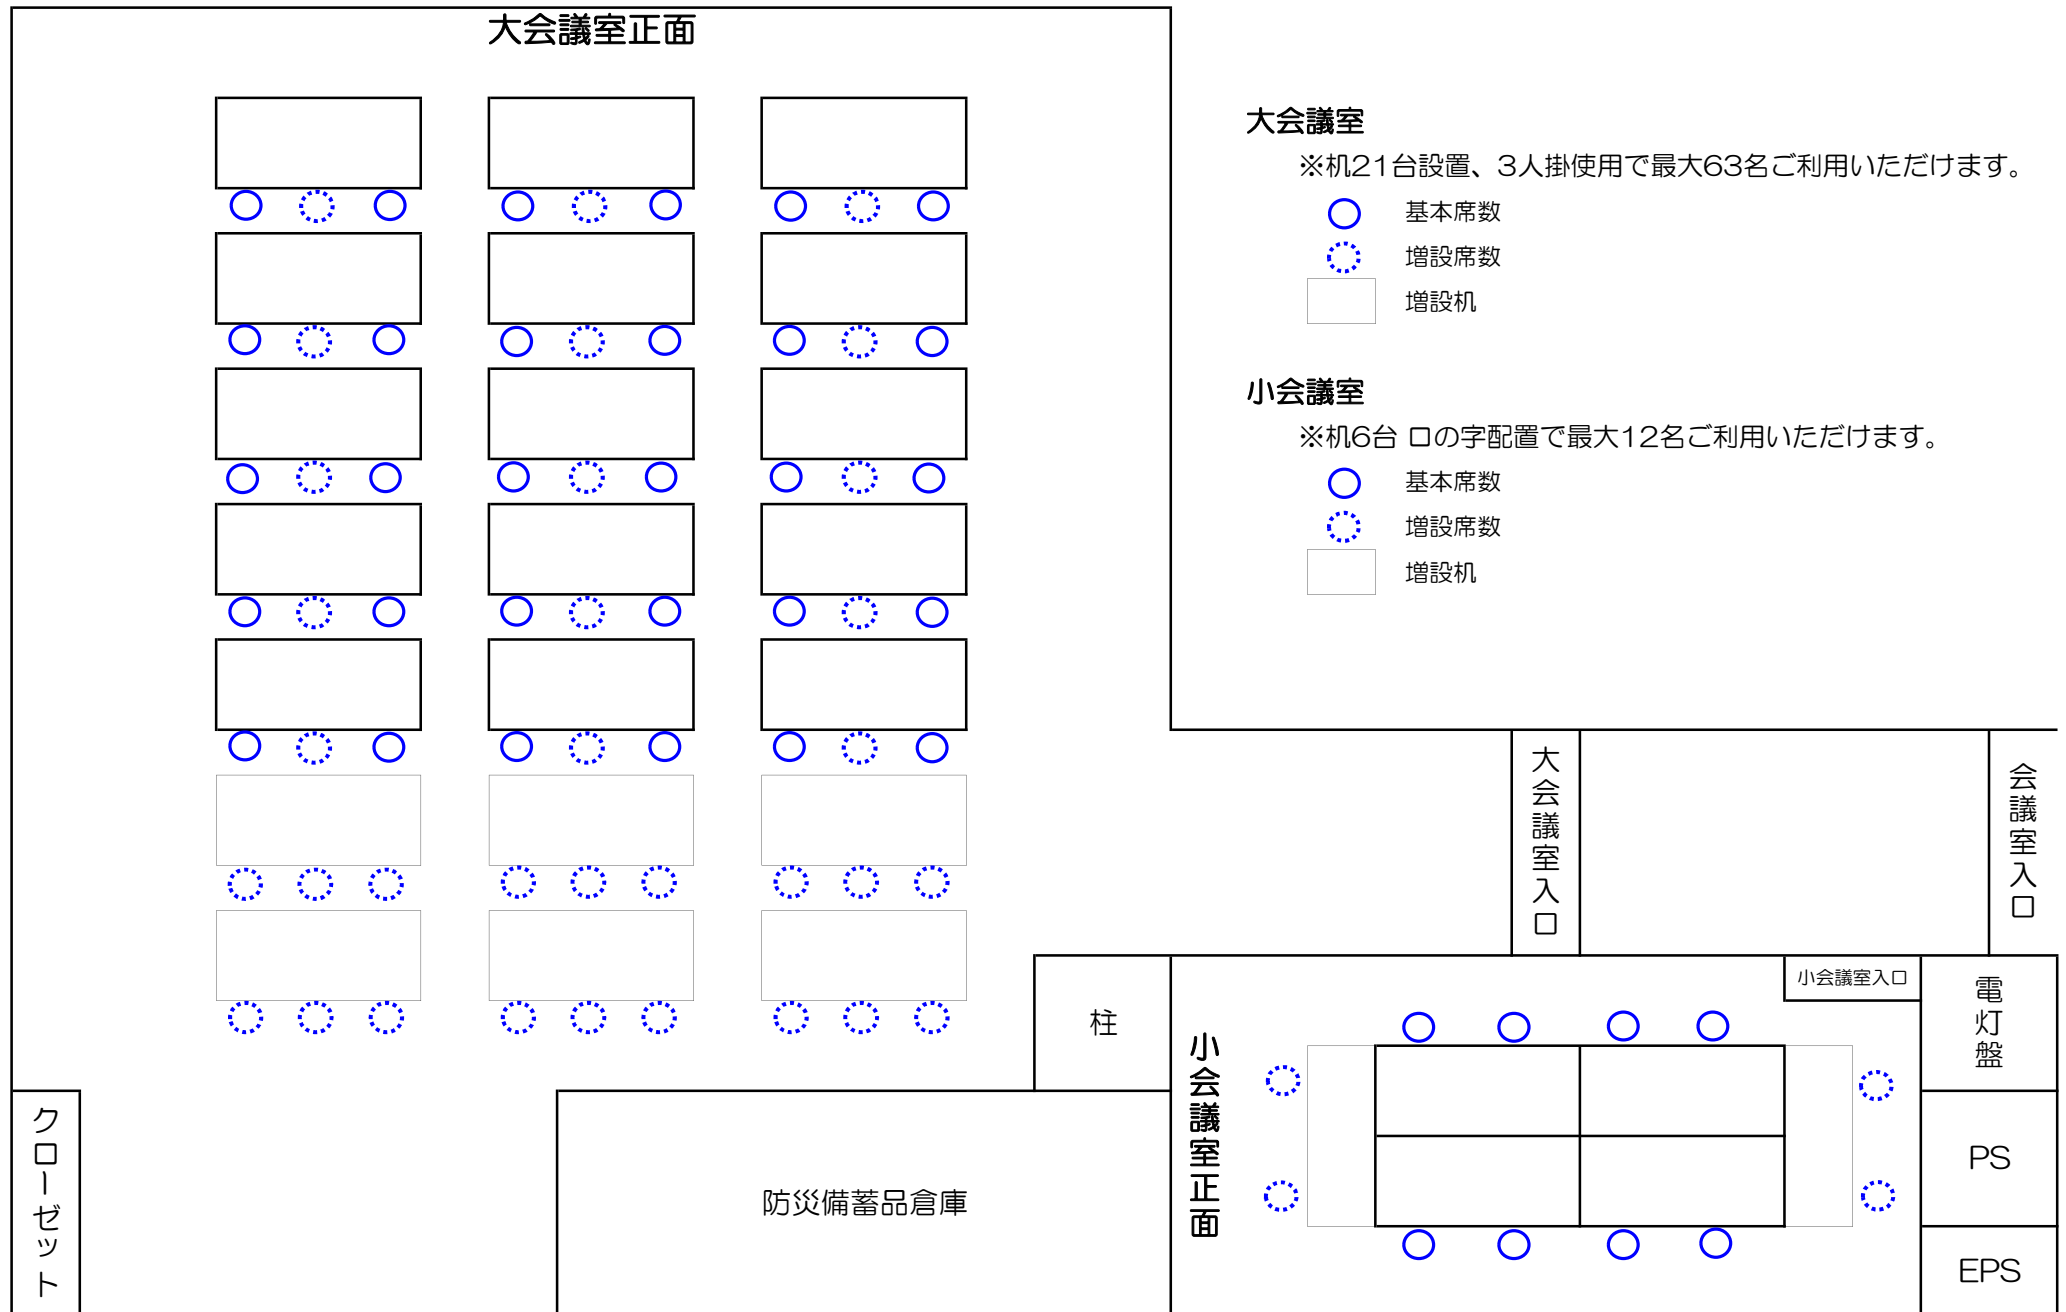 大会議室正面
大会議室
※机21台設置、3人掛使用で最大63名ご利用いただけます。
基本席数
増設席数
増設机
小会議室
※机6台 ロの字配置で最大12名ご利用いただけます。
基本席数
増設席数
増設机
大会議室入口
会議室入口
小会議室入口
電灯盤
柱
小会議室正面
クローゼット
防災備蓄品倉庫
PS
EPS